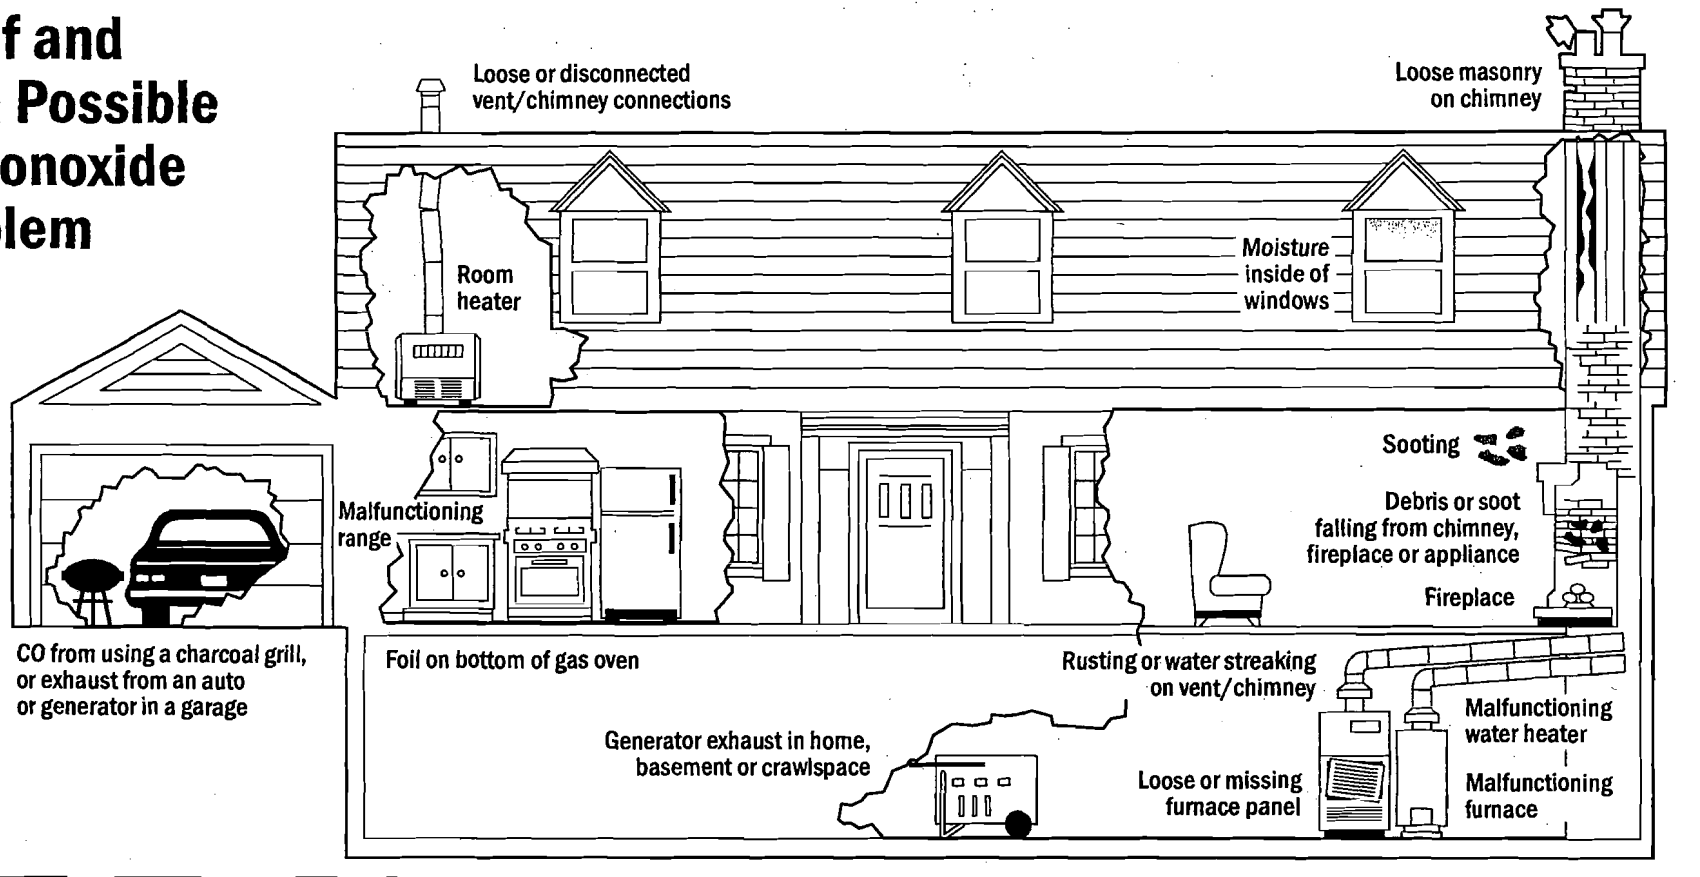 f and
Possible
onoxide
lem
Loose or disconnected
vent/chimney connections
Loose masonry
on chimney
Room
heater
Moisture
inside of
windows
Sooting
Malfunctioning
range
Debris or soot
falling from chimney,
fireplace or appliance
Fireplace
CO from using a charcoal grill,
or exhaust from an auto
or generator in a garage
Foil on bottom of gas oven
Rusting or water streaking
on vent/chimney
Generator exhaust in home,
basement or crawlspace
Malfunctioning
water heater
Loose or missing
furnace panel
Malfunctioning
furnace